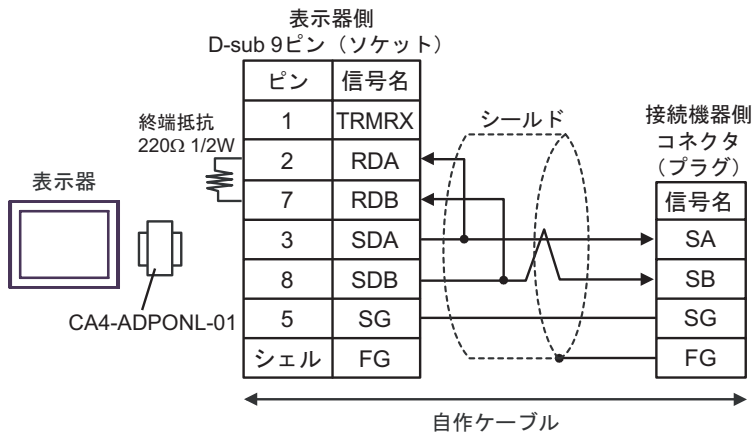 表示器側
D-sub 9ピン（ソケット）
ピン 信号名
1 TRMRX
2 RDA
7 RDB
3 SDA
8 SDB
5 SG
シェル FG
終端抵抗
220Ω 1/2W
表示器
CA4-ADPONL-01
シールド
接続機器側
コネクタ
（プラグ）
信号名
SA
SB
SG
FG
自作ケーブル